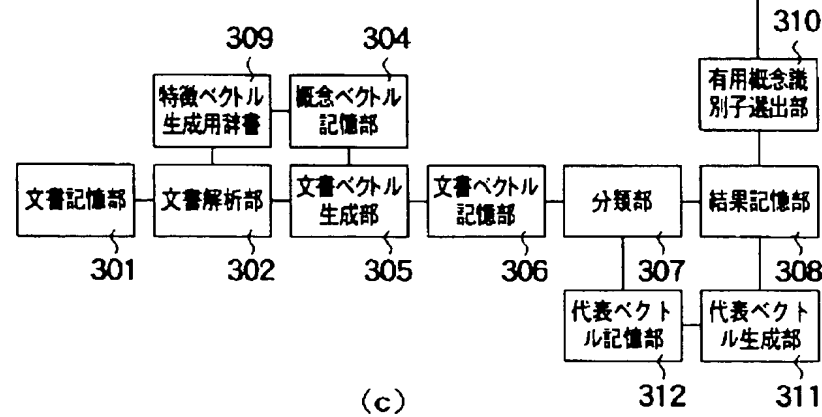 310
309
304
有用概念識
別子選出部
特徴ベクトル
生成用辞書
概念ベクトル
記憶部
文書記憶部
文書解析部
文書ベクトル
生成部
文書ベクトル
記憶部
分類部
結果記憶部
301
302
305
306
307
308
代表ベクト
ル記憶部
代表ベクト
ル生成部
312
311
(c)